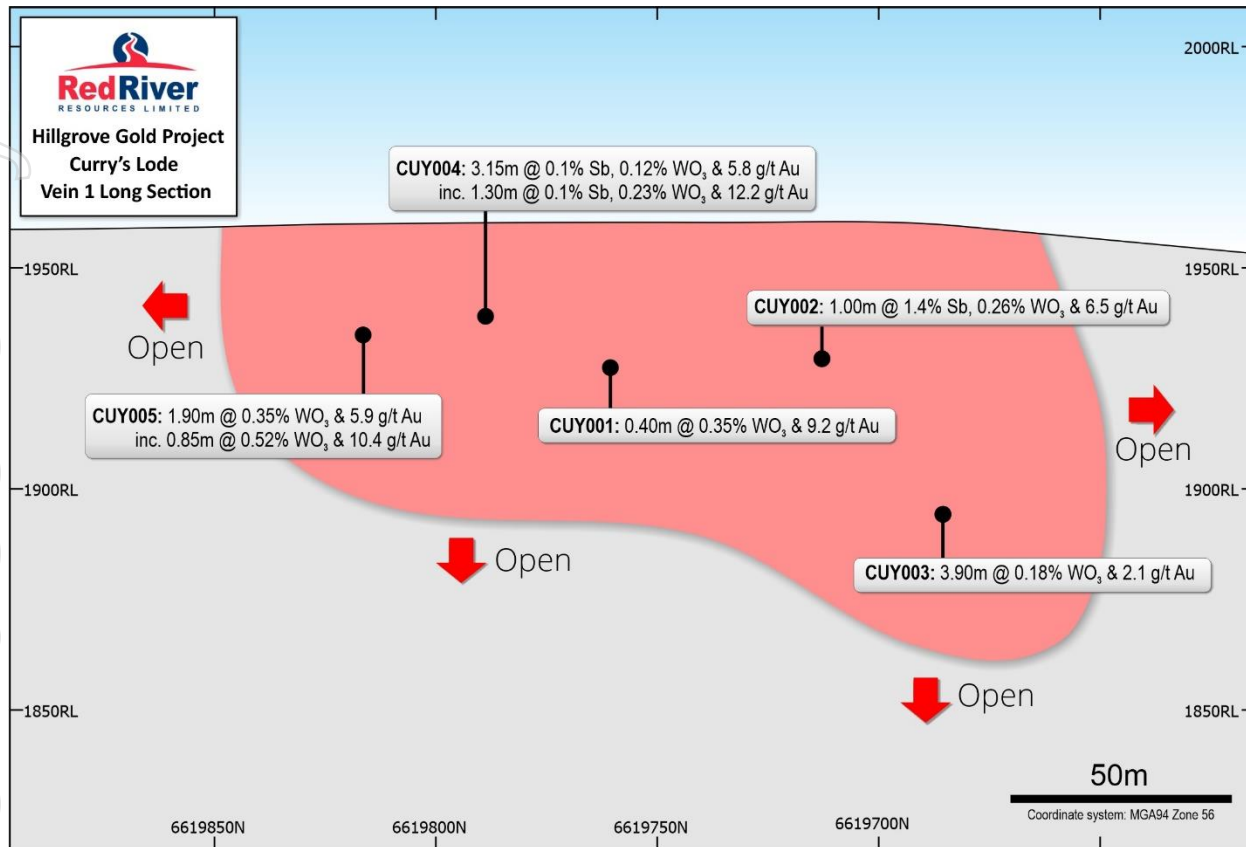 RedRiver
RESOURCES LIMITED
Hillgrove Gold Project
Curry's Lode
Vein 1 Long Section
2000RL
CUY004: 3.15m @ 0.1% Sb, 0.12% WO₃ & 5.8 g/t Au
inc. 1.30m @ 0.1% Sb, 0.23% WO₃ & 12.2 g/t Au
1950RL
1950RL
CUY002: 1.00m @ 1.4% Sb, 0.26% WO₃ & 6.5 g/t Au
Open
CUY005: 1.90m @ 0.35% WO₃ & 5.9 g/t Au
inc. 0.85m @ 0.52% WO₃ & 10.4 g/t Au
CUY001: 0.40m @ 0.35% WO₃ & 9.2 g/t Au
Open
1900RL
1900RL
Open
CUY003: 3.90m @ 0.18% WO₃ & 2.1 g/t Au
Open
1850RL
1850RL
50m
Coordinate system: MGA94 Zone 56
6619850N
6619800N
6619750N
6619700N